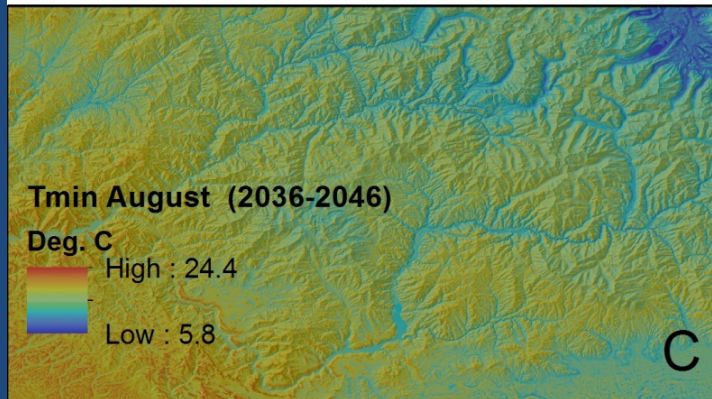 Tmin August (2036-2046)
Deg. C
High : 24.4
Low : 5.8
C